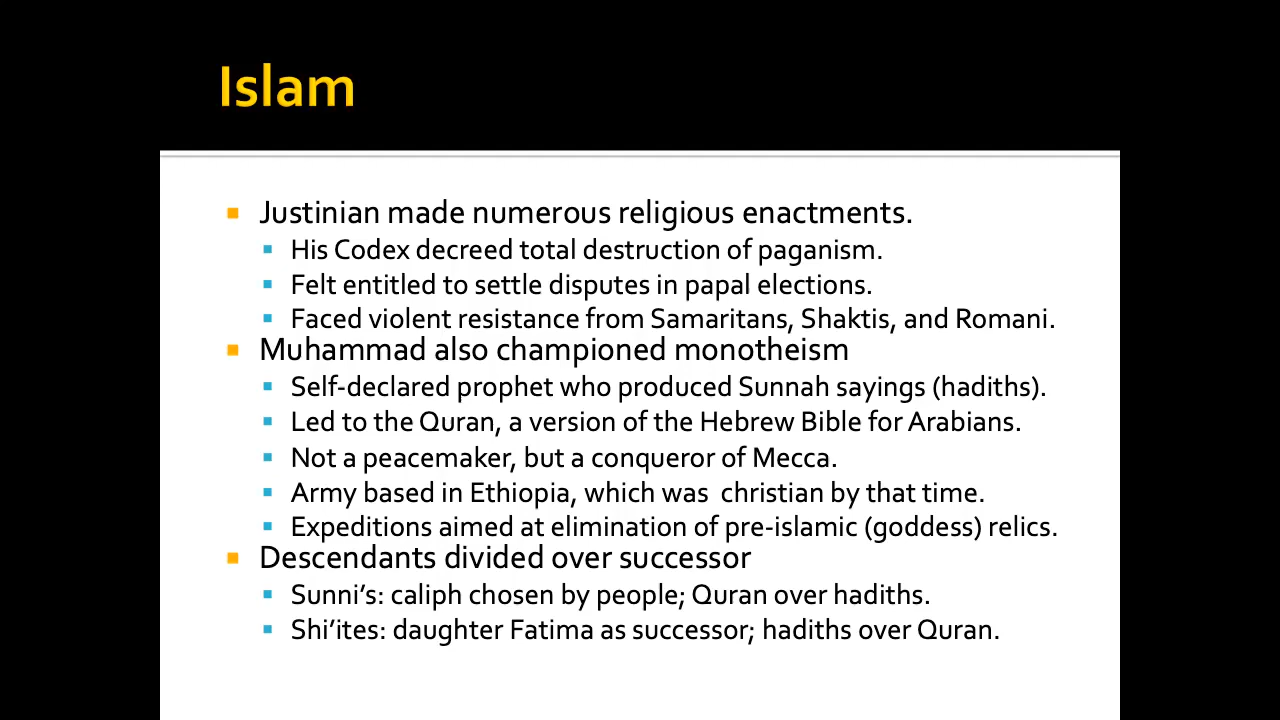 Islam
Justinian made numerous religious enactments.
His Codex decreed total destruction of paganism.
Felt entitled to settle disputes in papal elections.
Faced violent resistance from Samaritans, Shaktis, and Romani.
Muhammad also championed monotheism
Self-declared prophet who produced Sunnah sayings (hadiths).
Led to the Quran, a version of the Hebrew Bible for Arabians.
Not a peacemaker, but a conqueror of Mecca.
Army based in Ethiopia, which was  christian by that time.
Expeditions aimed at elimination of pre-islamic (goddess) relics.
Descendants divided over successor
Sunni’s: caliph chosen by people; Quran over hadiths.
Shi’ites: daughter Fatima as successor; hadiths over Quran.